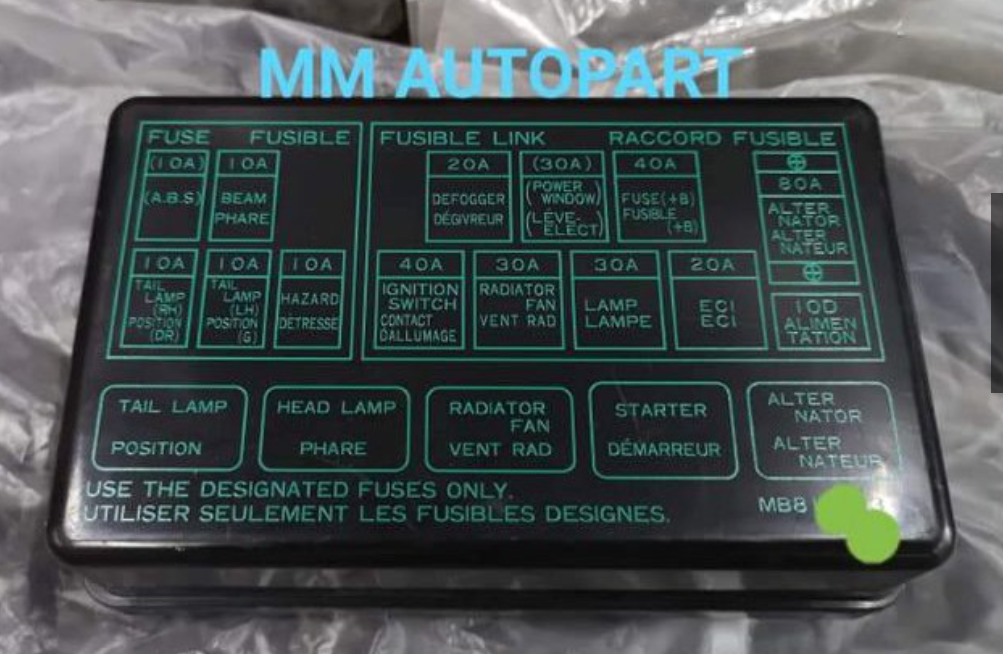 MM AUTOPART
FUSE FUSIBLE
(10A) 10A
(A.B.S) BEAM
PHARE
10A 10A 10A
TAIL
LAMP
(RH)
POSITION
(DR)
TAIL
LAMP
(LH)
POSITION
(G)
HAZARD
DETRESSE
FUSIBLE LINK RACCORD FUSIBLE
20A (30A) 40A
DEFOGGER
DÉGIVREUR
(POWER
WINDOW)
(LEVE-
ELECT)
FUSE(+B)
FUSIBLE
(+B)
80A
ALTER
NATOR
ALTER
NATEUR
40A 30A 30A 20A
IGNITION
SWITCH
CONTACT
DALLUMAGE
RADIATOR
FAN
VENT RAD
LAMP
LAMPE
ECI
ECI
IOD
ALIMEN
TATION
TAIL LAMP
POSITION
HEAD LAMP
PHARE
RADIATOR
FAN
VENT RAD
STARTER
DÉMARREUR
ALTER
NATOR
ALTER
NATEUR
USE THE DESIGNATED FUSES ONLY.
UTILISER SEULEMENT LES FUSIBLES DESIGNES.
MB8